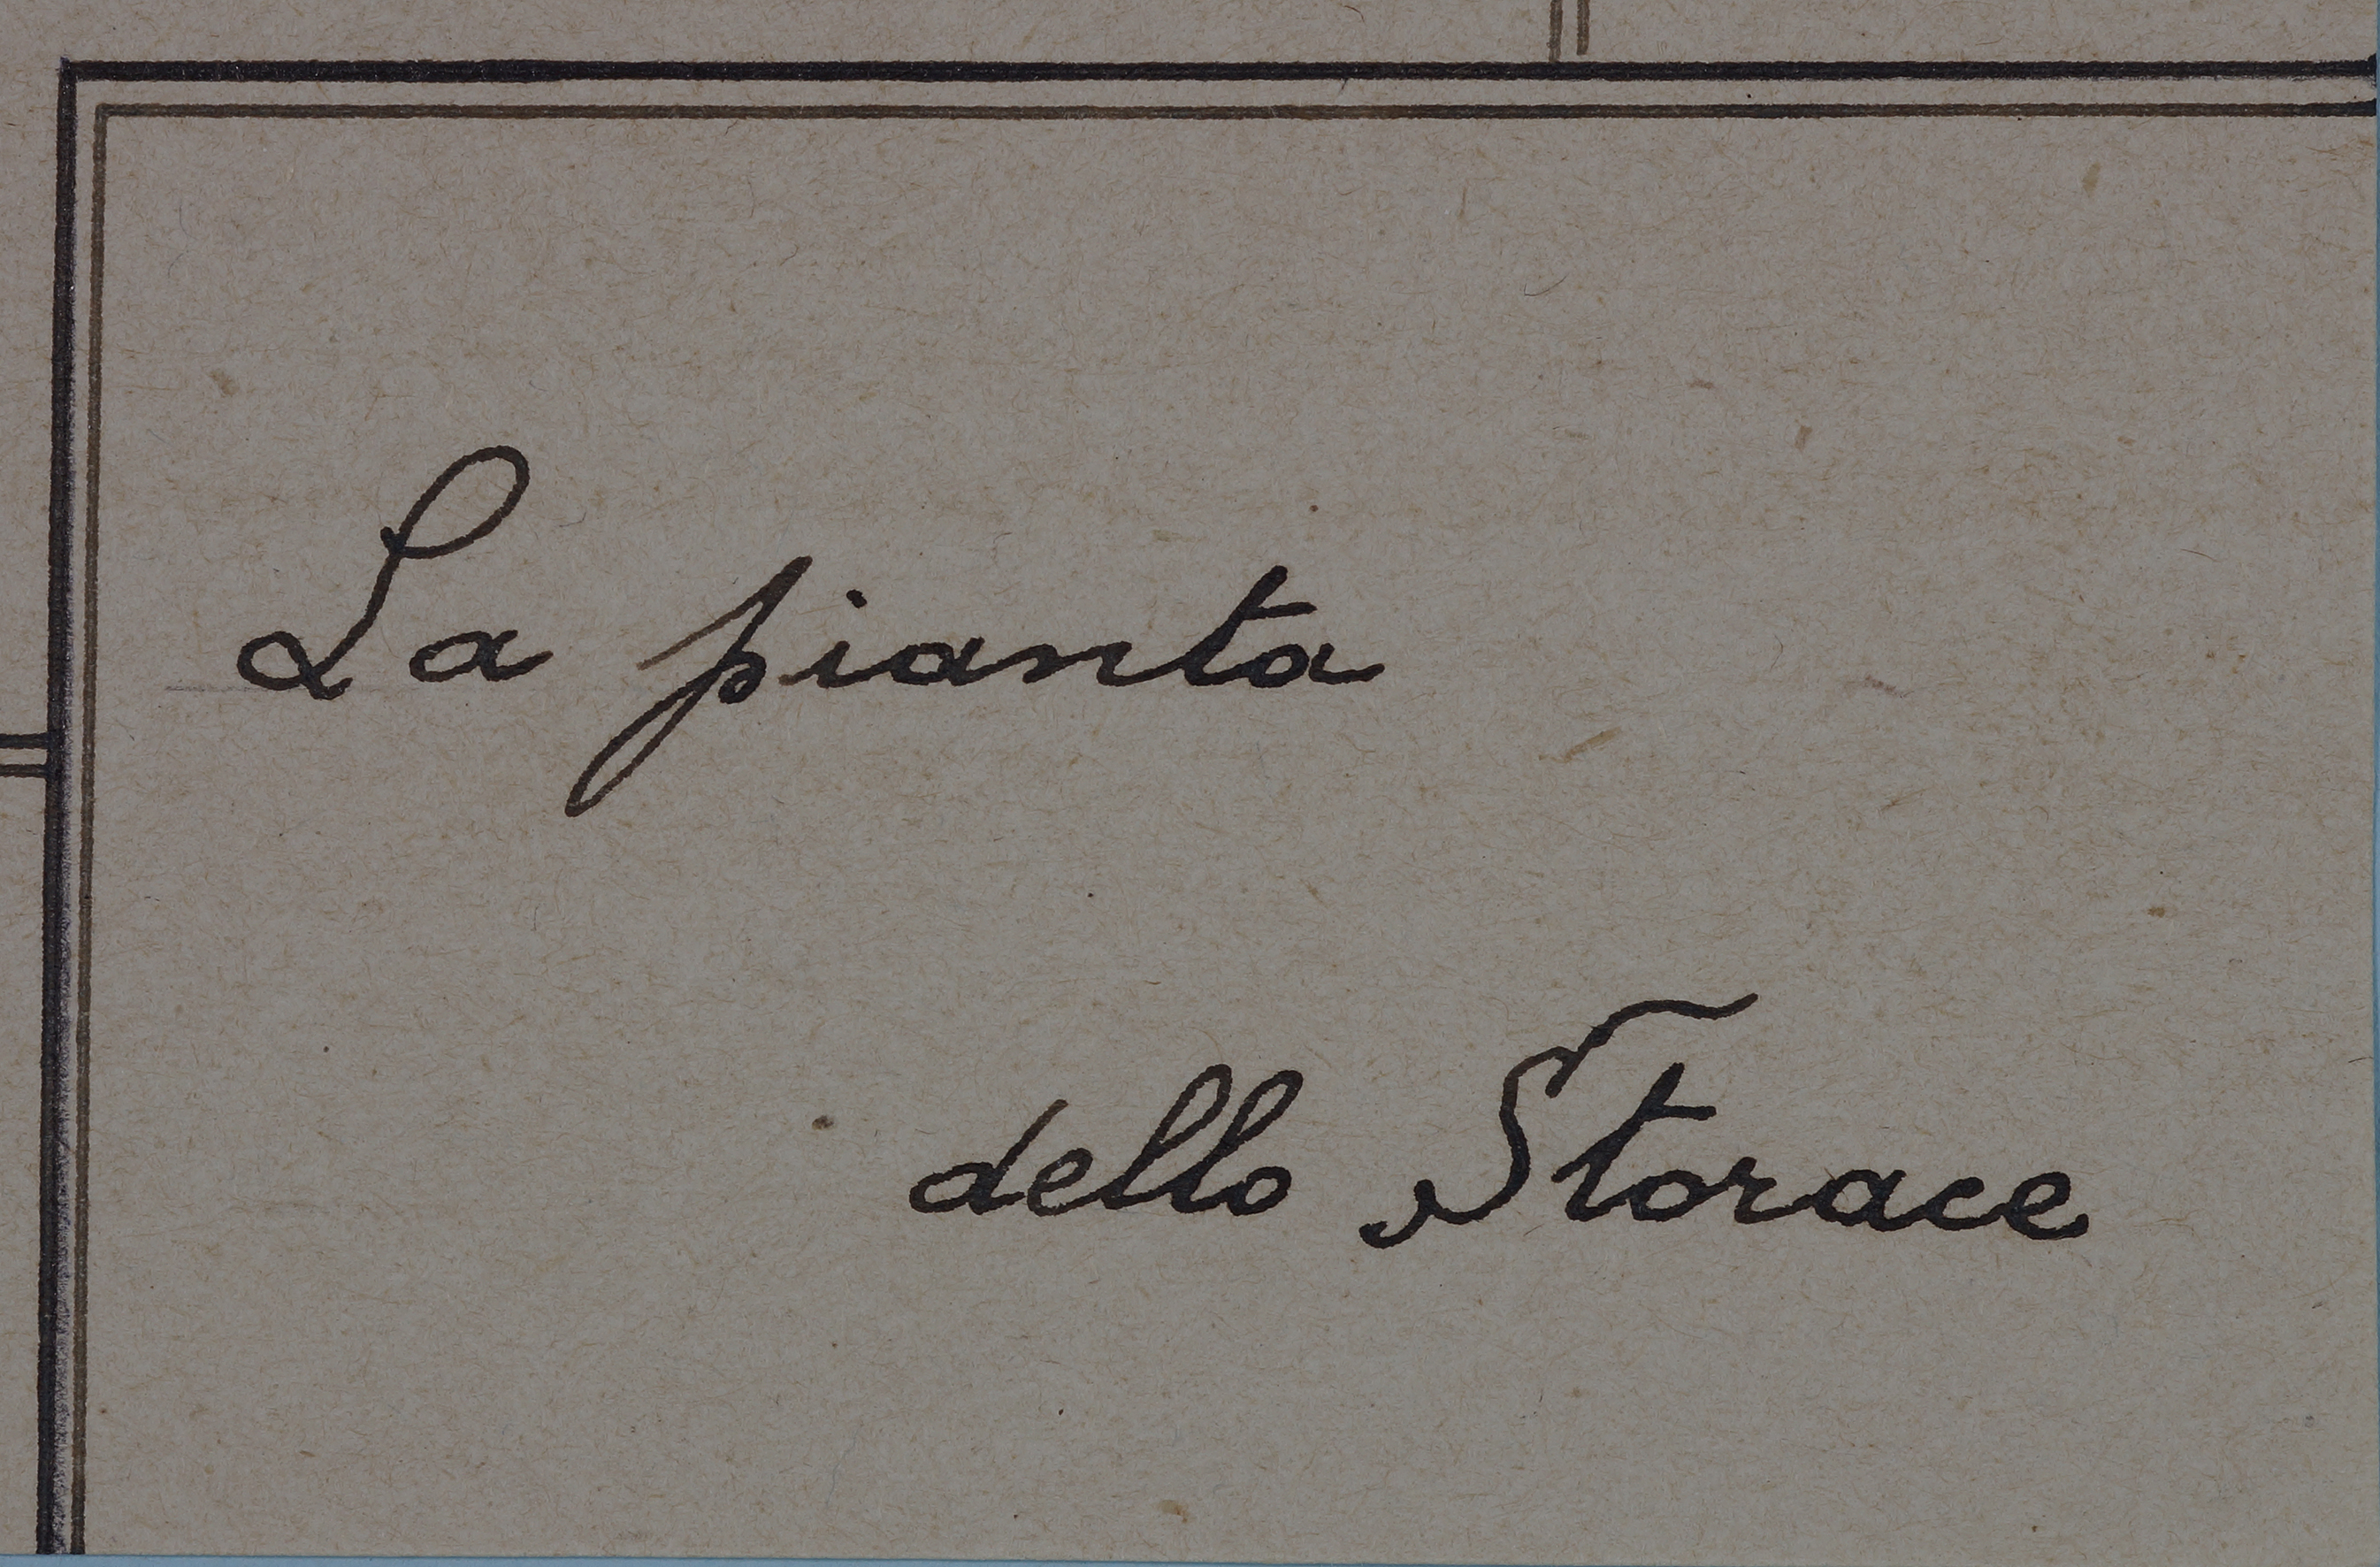 La pianta
dello Storace